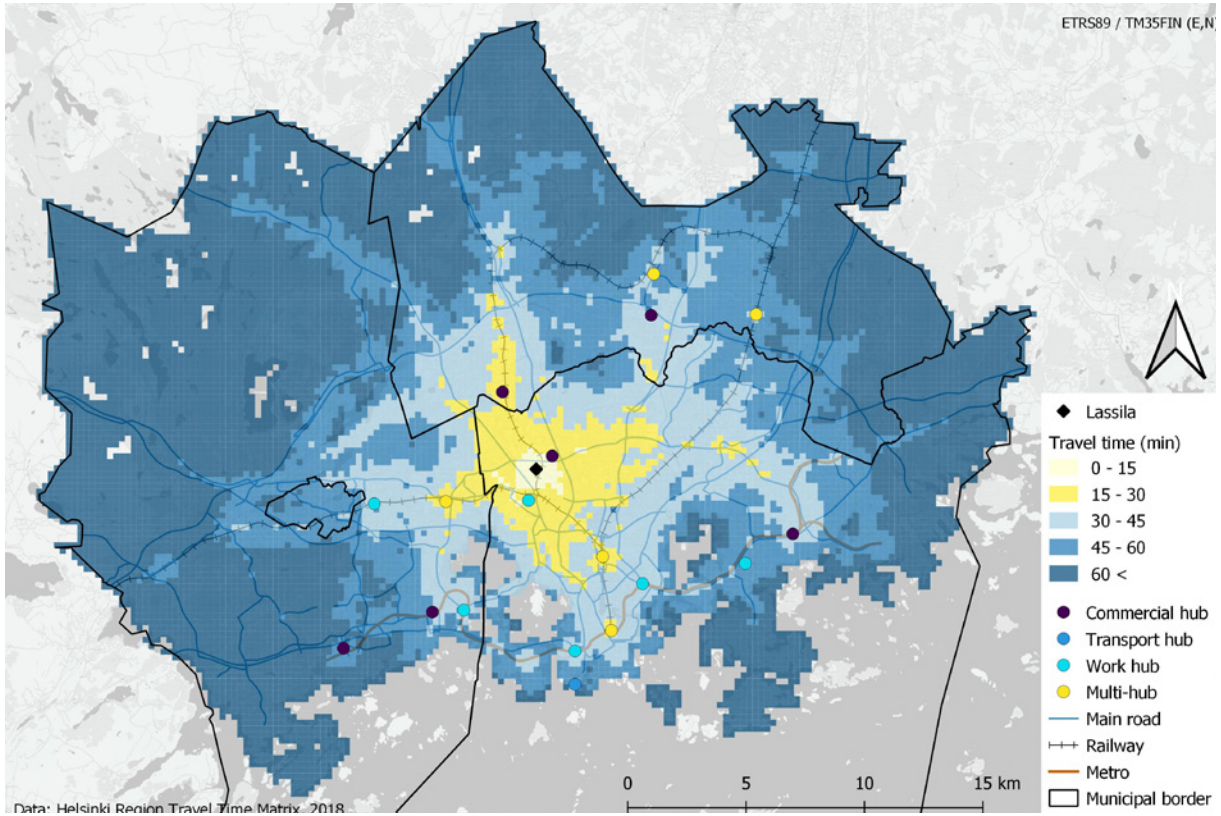 ETRS89 / TM35FIN (E,N)
N
Lassila
Travel time (min)
0 - 15
15 - 30
30 - 45
45 - 60
60 <
Commercial hub
Transport hub
Work hub
Multi-hub
Main road
Railway
Metro
Municipal border
0 5 10 15 km
Data: Helsinki Region Travel Time Matrix, 2018